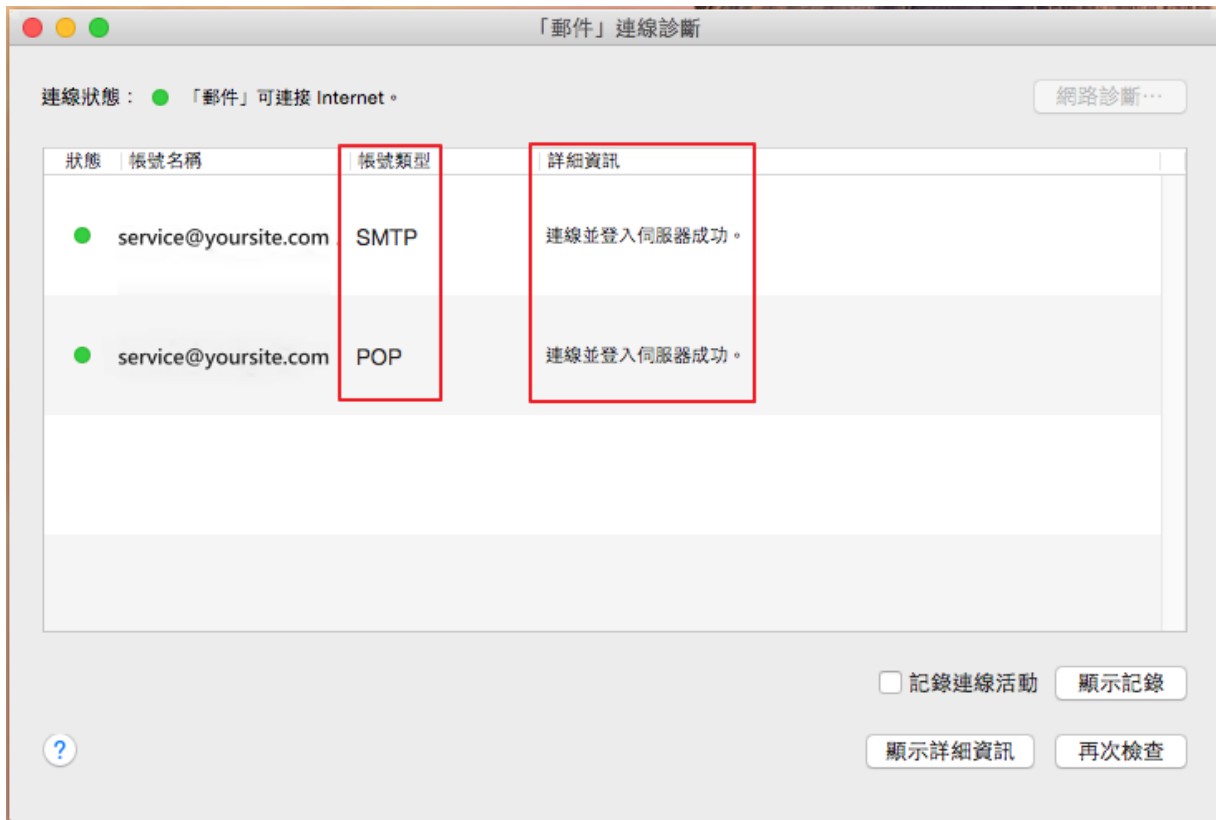 「郵件」連線診斷
連線狀態： 「郵件」可連接 Internet。 網路診斷…
狀態 帳號名稱 帳號類型 詳細資訊
service@yoursite.com SMTP 連線並登入伺服器成功。
service@yoursite.com POP 連線並登入伺服器成功。
記錄連線活動 顯示記錄
? 顯示詳細資訊 再次檢查